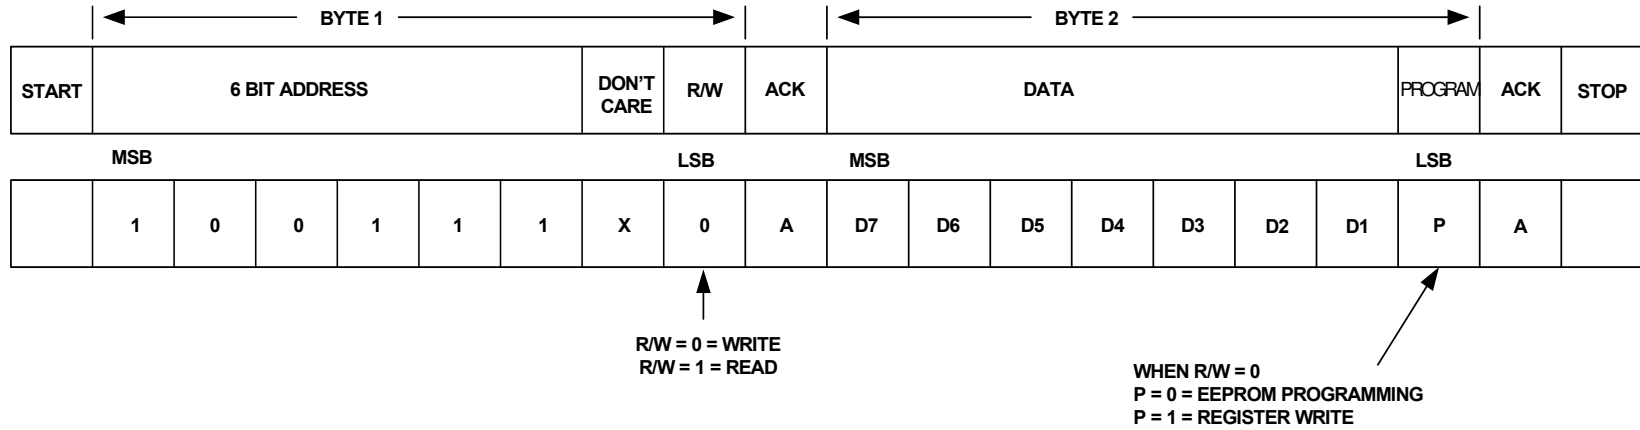 BYTE 1 BYTE 2
START 6 BIT ADDRESS DON'T CARE R/W ACK DATA PROGRAM ACK STOP
MSB LSB MSB LSB
1 0 0 1 1 1 X 0 A D7 D6 D5 D4 D3 D2 D1 P A
R/W = 0 = WRITE
R/W = 1 = READ
WHEN R/W = 0
P = 0 = EEPROM PROGRAMMING
P = 1 = REGISTER WRITE